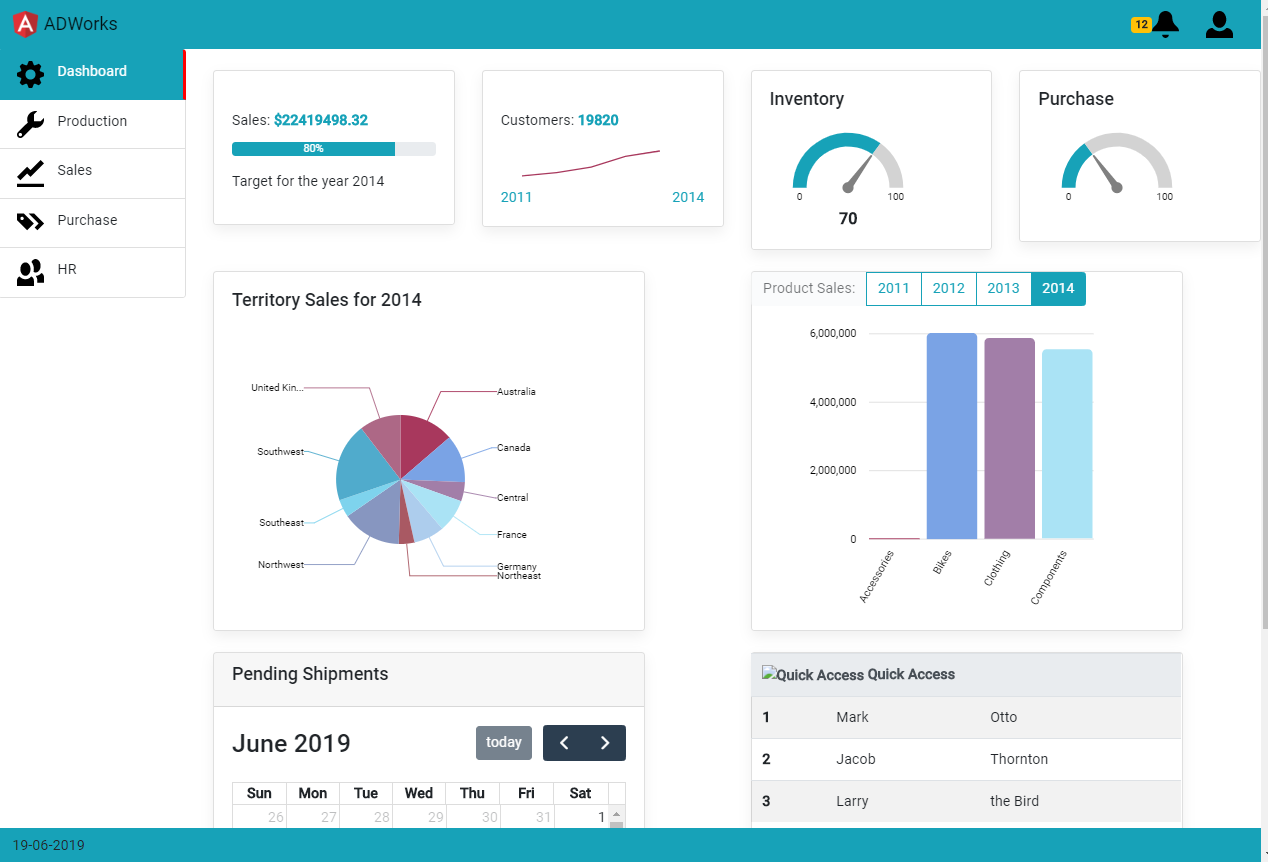 ADWorks
12
Dashboard
Production
Sales
Purchase
HR
Sales: $22419498.32
80%
Target for the year 2014
Customers: 19820
2011 2014
Inventory
0 100
70
Purchase
0 100
Territory Sales for 2014
United Kin...
Australia
Southwest
Canada
Central
Southeast
France
Northwest
Germany
Northeast
Product Sales: 2011 2012 2013 2014
6,000,000
4,000,000
2,000,000
0
Accessories
Bikes
Clothing
Components
Pending Shipments
June 2019 today
Sun Mon Tue Wed Thu Fri Sat
26 27 28 29 30 31 1
Quick Access Quick Access
1 Mark Otto
2 Jacob Thornton
3 Larry the Bird
19-06-2019